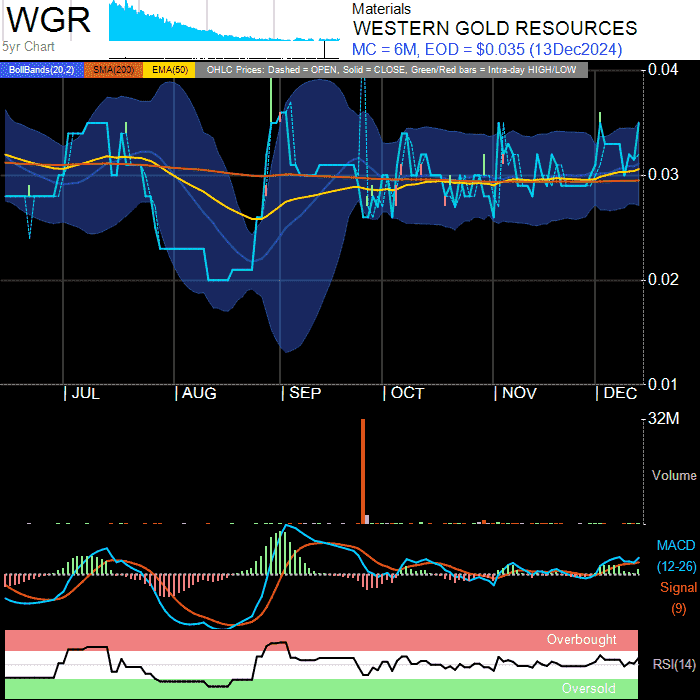 WGR
5yr Chart
Materials
WESTERN GOLD RESOURCES
MC = 6M, EOD = $0.035 (13Dec2024)
BollBands(20,2) SMA(200) EMA(50) OHLC Prices: Dashed = OPEN, Solid = CLOSE, Green/Red bars = Intra-day HIGH/LOW
0.04
0.03
0.02
0.01
JUL AUG SEP OCT NOV DEC
32M
Volume
MACD
(12-26)
Signal
(9)
Overbought
RSI(14)
Oversold